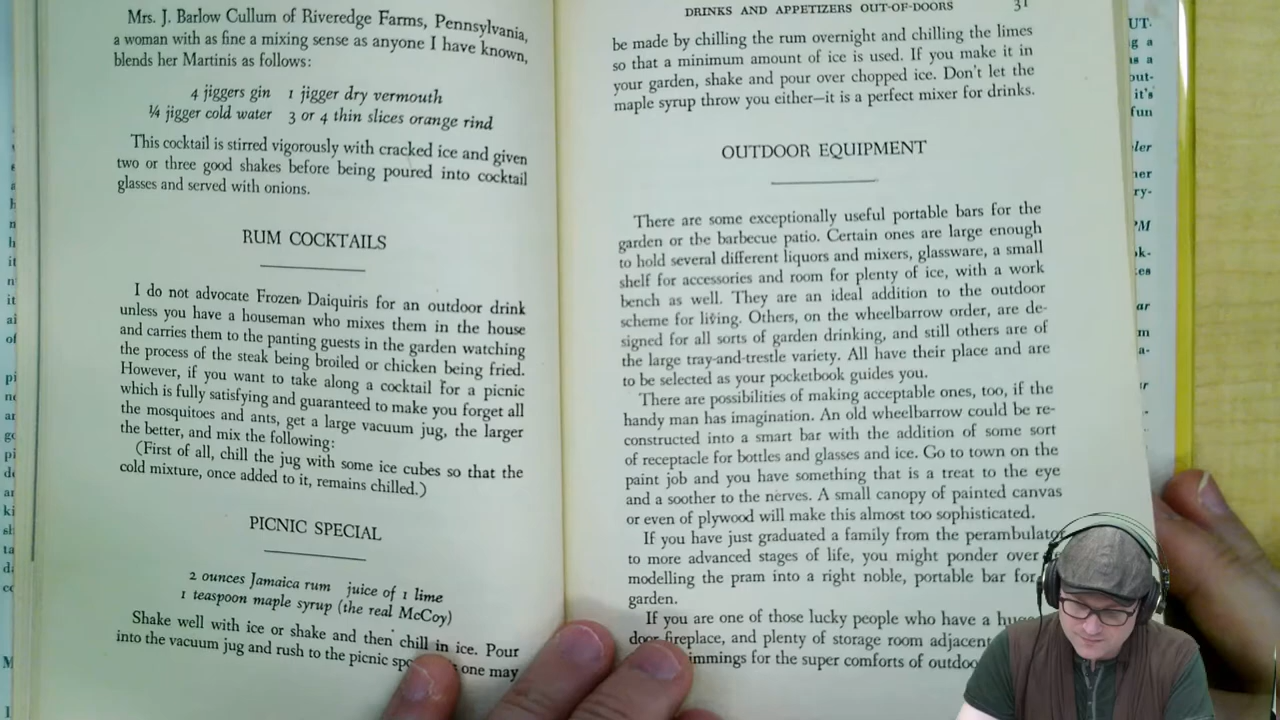 Mrs. J. Barlow Cullum of Riveredge Farms, Pennsylvania,
a woman with as fine a mixing sense as anyone I have known,
blends her Martinis as follows:
4 jiggers gin 1 jigger dry vermouth
¼ jigger cold water 3 or 4 thin slices orange rind
This cocktail is stirred vigorously with cracked ice and given
two or three good shakes before being poured into cocktail
glasses and served with onions.
RUM COCKTAILS
I do not advocate Frozen Daiquiris for an outdoor drink
unless you have a houseman who mixes them in the house
and carries them to the panting guests in the garden watching
the process of the steak being broiled or chicken being fried.
However, if you want to take along a cocktail for a picnic
which is fully satisfying and guaranteed to make you forget all
the mosquitoes and ants, get a large vacuum jug, the larger
the better, and mix the following:
(First of all, chill the jug with some ice cubes so that the
cold mixture, once added to it, remains chilled.)
PICNIC SPECIAL
2 ounces Jamaica rum juice of 1 lime
1 teaspoon maple syrup (the real McCoy)
Shake well with ice or shake and then chill in ice. Pour
into the vacuum jug and rush to the picnic one may
DRINKS AND APPETIZERS OUT-OF-DOORS 31
be made by chilling the rum overnight and chilling the limes
so that a minimum amount of ice is used. If you make it in
your garden, shake and pour over chopped ice. Don't let the
maple syrup throw you either—it is a perfect mixer for drinks.
OUTDOOR EQUIPMENT
There are some exceptionally useful portable bars for the
garden or the barbecue patio. Certain ones are large enough
to hold several different liquors and mixers, glassware, a small
shelf for accessories and room for plenty of ice, with a work
bench as well. They are an ideal addition to the outdoor
scheme for living. Others, on the wheelbarrow order, are de-
signed for all sorts of garden drinking, and still others are of
the large tray-and-trestle variety. All have their place and are
to be selected as your pocketbook guides you.
There are possibilities of making acceptable ones, too, if the
handy man has imagination. An old wheelbarrow could be re-
constructed into a smart bar with the addition of some sort
of receptacle for bottles and glasses and ice. Go to town on the
paint job and you have something that is a treat to the eye
and a soother to the nerves. A small canopy of painted canvas
or even of plywood will make this almost too sophisticated.
If you have just graduated a family from the perambulator
to more advanced stages of life, you might ponder over
modelling the pram into a right noble, portable bar for
garden.
If you are one of those lucky people who have a
door fireplace, and plenty of storage room adjacent
for the super comforts of